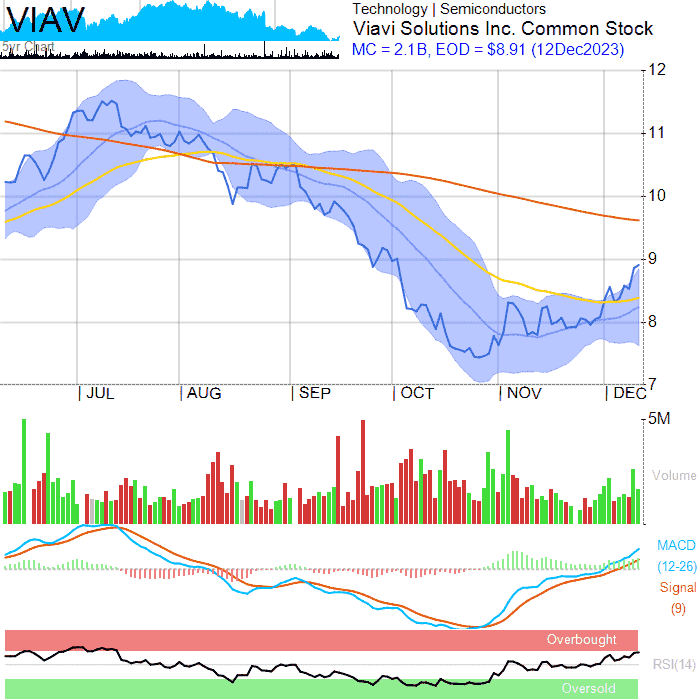 VIAV
5yr Chart
Technology | Semiconductors
Viavi Solutions Inc. Common Stock
MC = 2.1B, EOD = $8.91 (12Dec2023)
12
11
10
9
8
7
JUL AUG SEP OCT NOV DEC
5M
Volume
MACD
(12-26)
Signal
(9)
Overbought
RSI(14)
Oversold